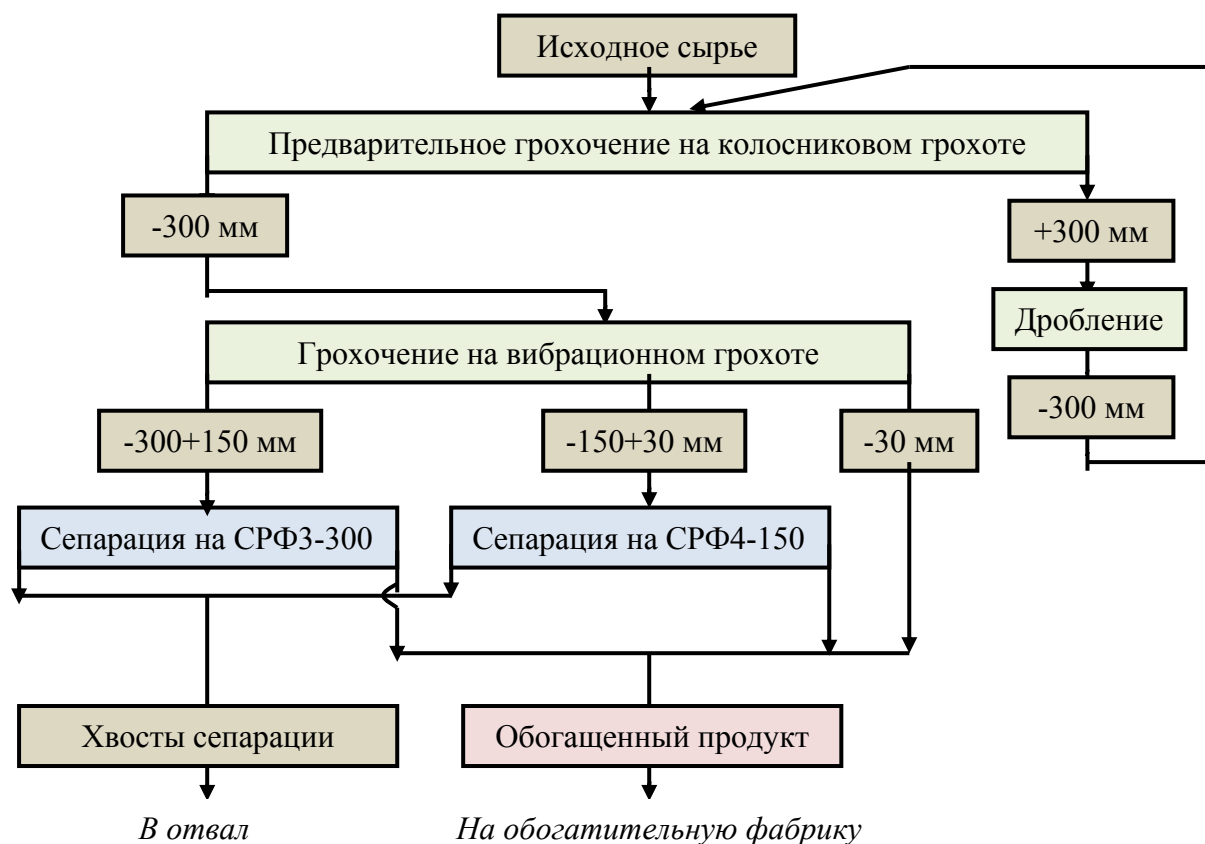 Исходное сырье
Предварительное грохочение на колосниковом грохоте
-300 мм
+300 мм
Дробление
Грохочение на вибрационном грохоте
-300 мм
-300+150 мм
-150+30 мм
-30 мм
Сепарация на СРФ3-300
Сепарация на СРФ4-150
Хвосты сепарации
Обогащенный продукт
В отвал
На обогатительную фабрику